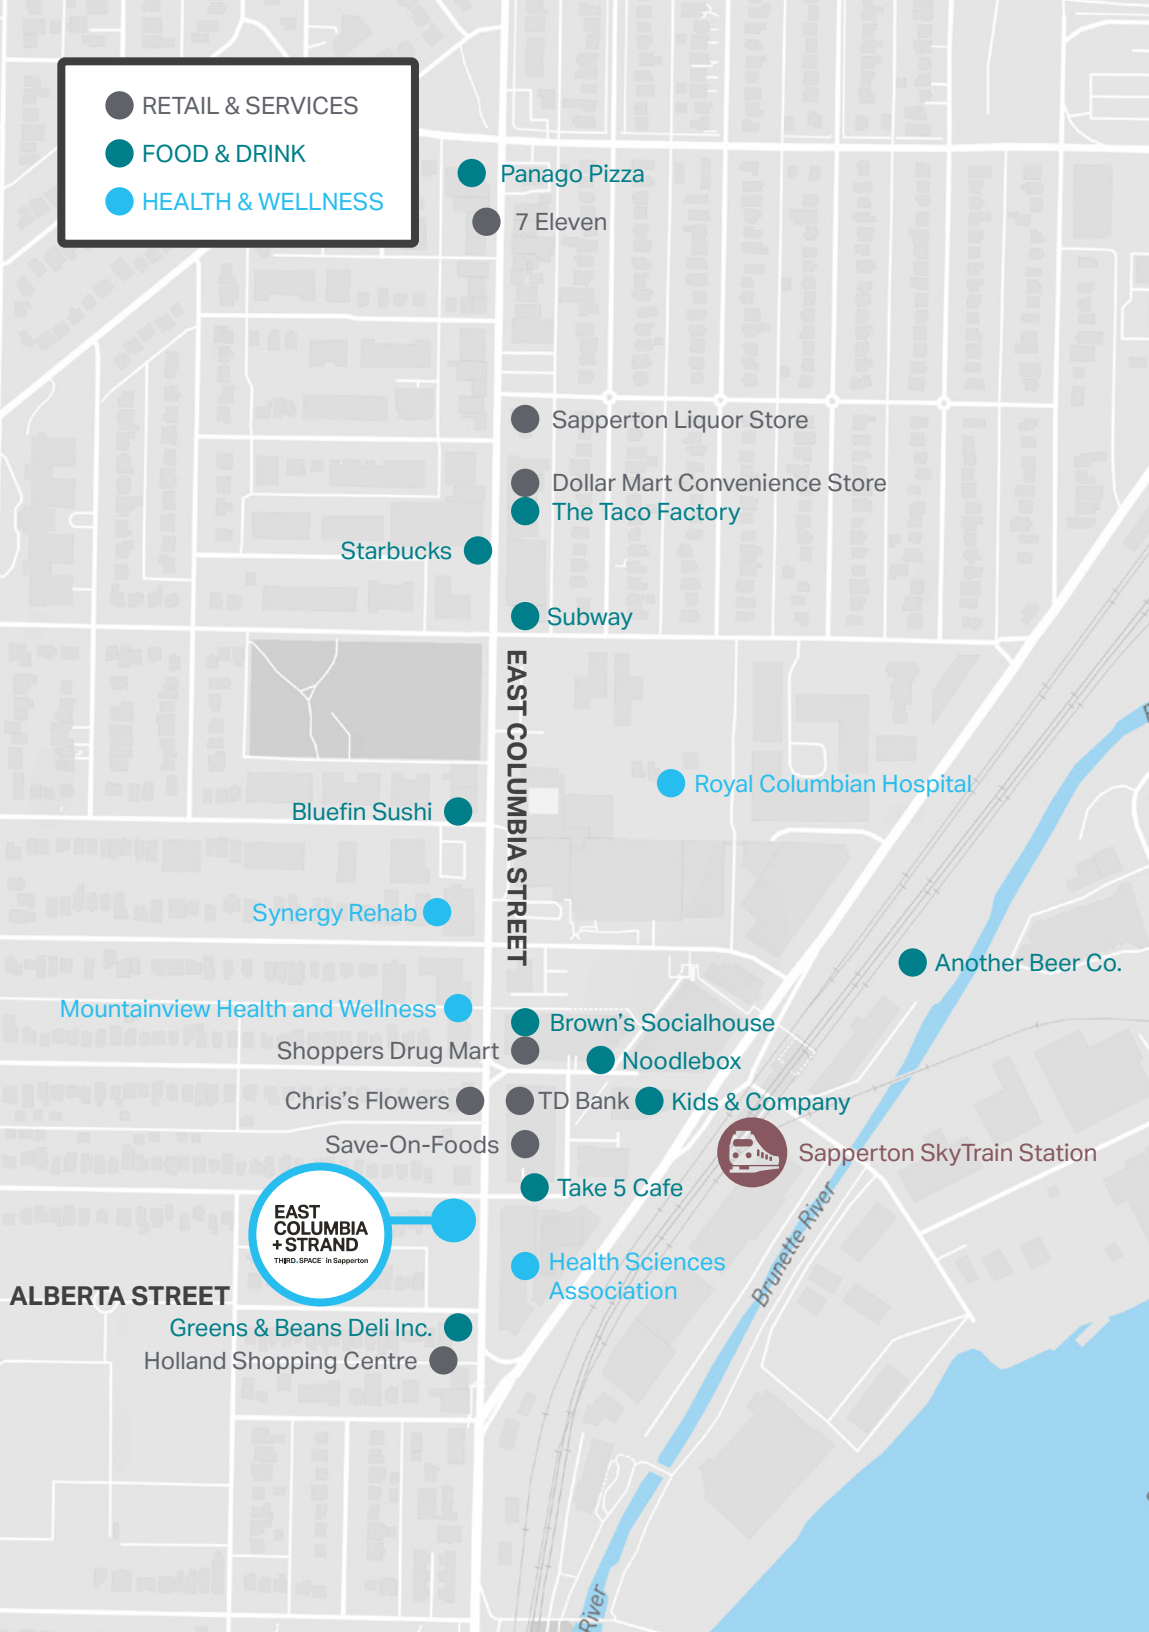 RETAIL & SERVICES
FOOD & DRINK
HEALTH & WELLNESS
Panago Pizza
7 Eleven
Sapperton Liquor Store
Dollar Mart Convenience Store
The Taco Factory
Starbucks
Subway
EAST COLUMBIA STREET
Royal Columbian Hospital
Bluefin Sushi
Synergy Rehab
Another Beer Co.
Mountainview Health and Wellness
Brown's Socialhouse
Shoppers Drug Mart
Noodlebox
Chris's Flowers
TD Bank
Kids & Company
Save-On-Foods
Sapperton SkyTrain Station
Take 5 Cafe
EAST
COLUMBIA
+ STRAND
THIRD.SPACE in Sapperton
Brunette River
Health Sciences
Association
ALBERTA STREET
Greens & Beans Deli Inc.
Holland Shopping Centre
River